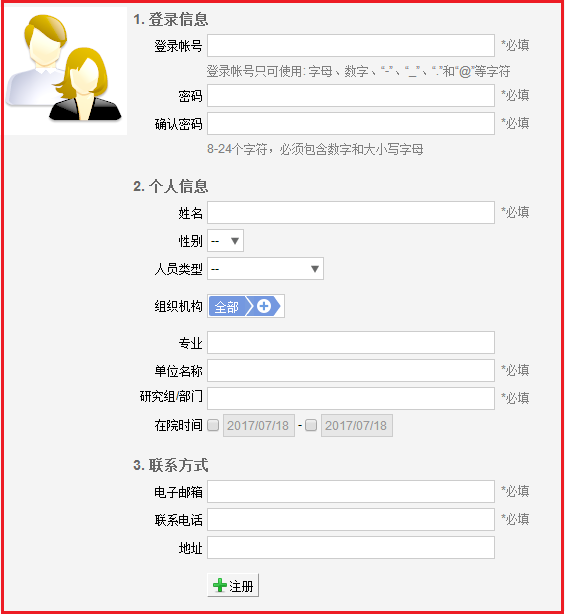 1. 登录信息
登录帐号 *必填
登录帐号只可使用: 字母、数字、“-”、“_”、“.”和“@”等字符
密码 *必填
确认密码 *必填
8-24个字符，必须包含数字和大小写字母
2. 个人信息
姓名 *必填
性别 --
人员类型 --
组织机构 全部
专业
单位名称 *必填
研究组/部门 *必填
在院时间 2017/07/18 - 2017/07/18
3. 联系方式
电子邮箱 *必填
联系电话 *必填
地址
注册